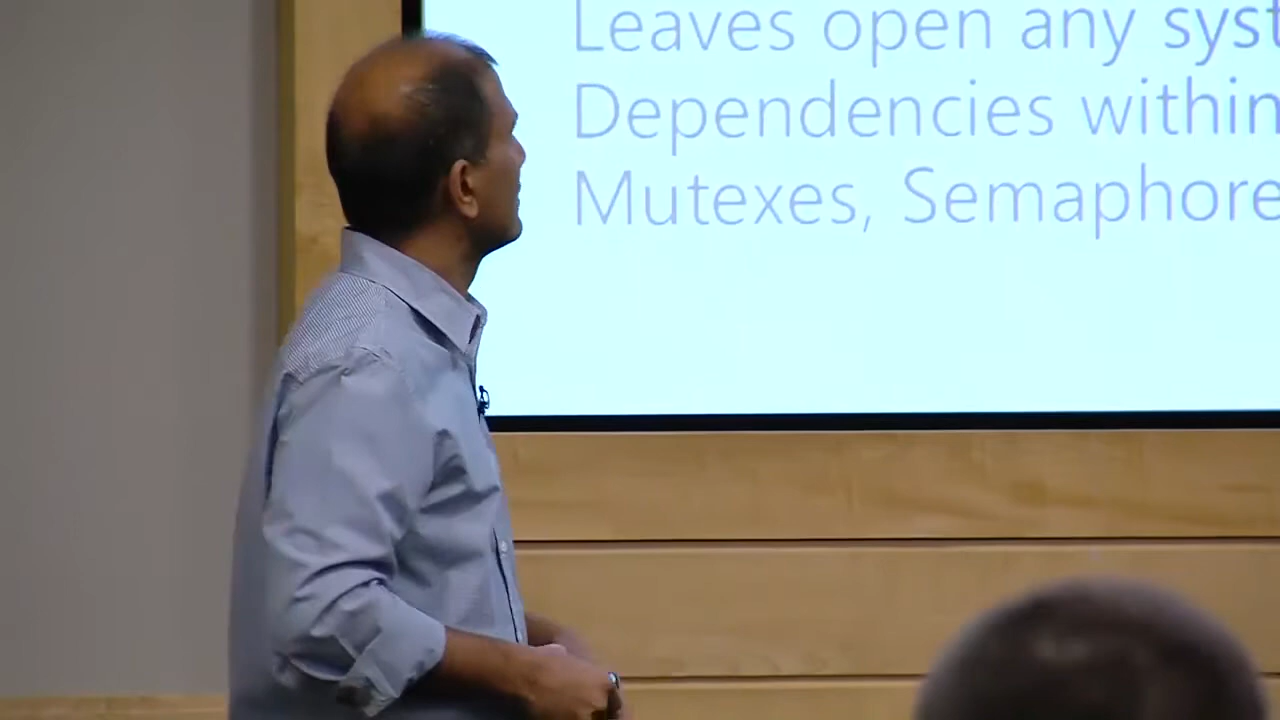 Leaves open any syst
Dependencies within
Mutexes, Semaphore